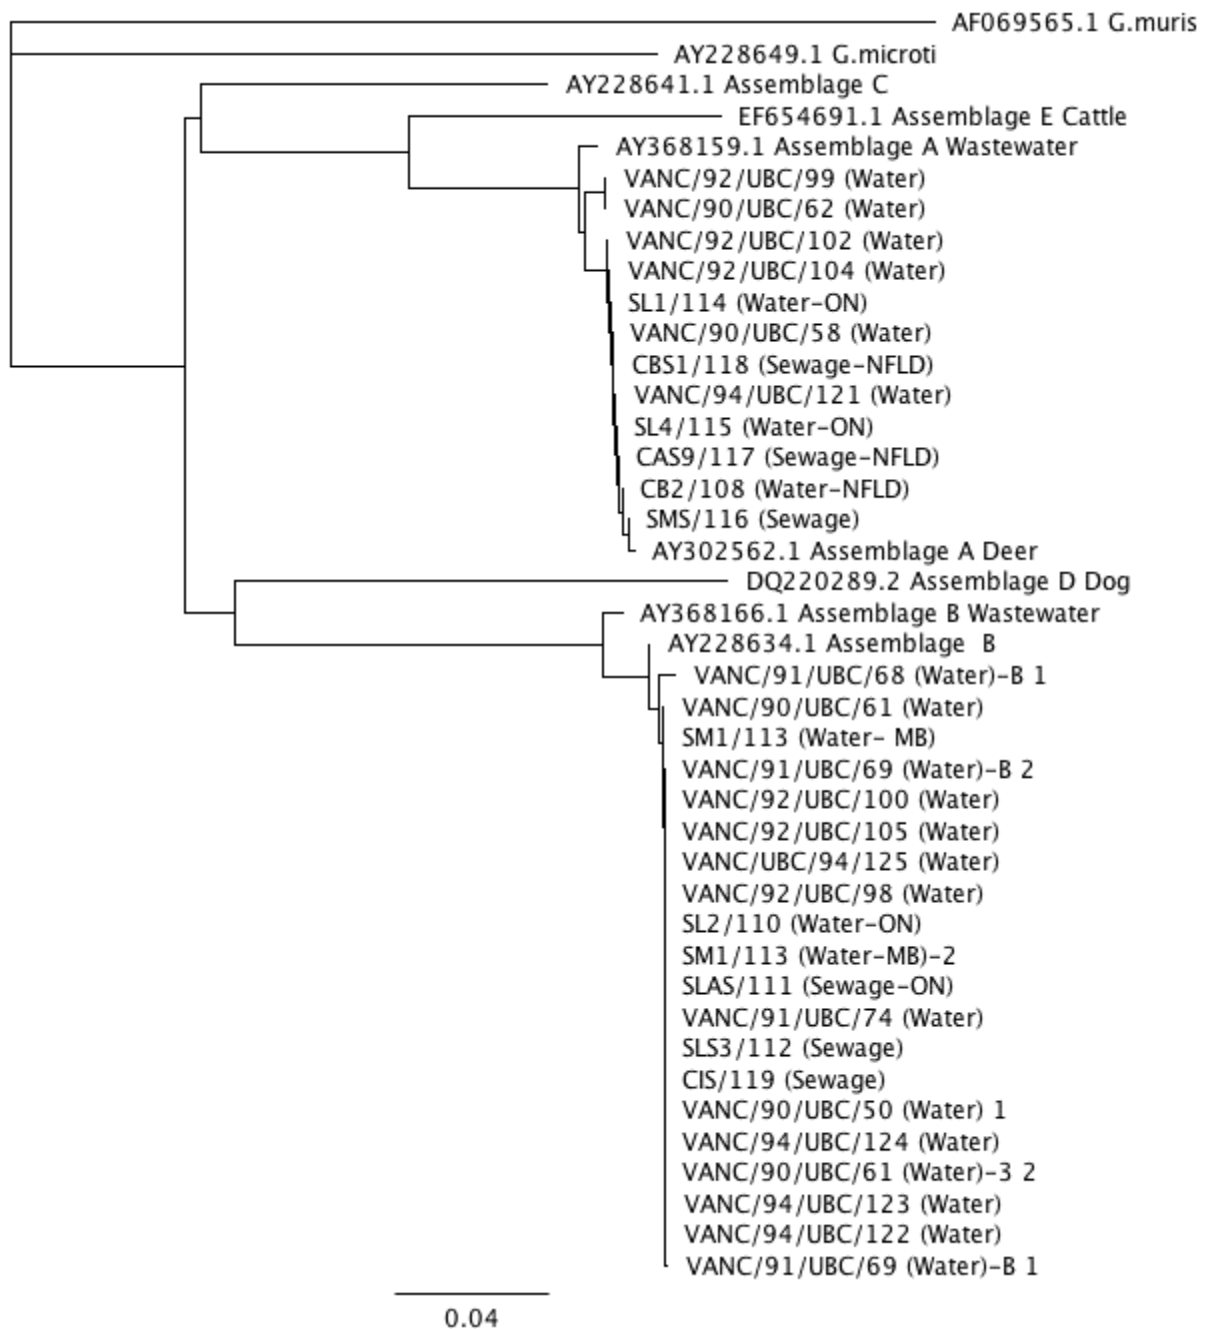 AF069565.1 G.muris
AY228649.1 G.microti
AY228641.1 Assemblage C
EF654691.1 Assemblage E Cattle
AY368159.1 Assemblage A Wastewater
VANC/92/UBC/99 (Water)
VANC/90/UBC/62 (Water)
VANC/92/UBC/102 (Water)
VANC/92/UBC/104 (Water)
SL1/114 (Water-ON)
VANC/90/UBC/58 (Water)
CBS1/118 (Sewage-NFLD)
VANC/94/UBC/121 (Water)
SL4/115 (Water-ON)
CAS9/117 (Sewage-NFLD)
CB2/108 (Water-NFLD)
SMS/116 (Sewage)
AY302562.1 Assemblage A Deer
DQ220289.2 Assemblage D Dog
AY368166.1 Assemblage B Wastewater
AY228634.1 Assemblage  B
VANC/91/UBC/68 (Water)-B 1
VANC/90/UBC/61 (Water)
SM1/113 (Water- MB)
VANC/91/UBC/69 (Water)-B 2
VANC/92/UBC/100 (Water)
VANC/92/UBC/105 (Water)
VANC/UBC/94/125 (Water)
VANC/92/UBC/98 (Water)
SL2/110 (Water-ON)
SM1/113 (Water-MB)-2
SLAS/111 (Sewage-ON)
VANC/91/UBC/74 (Water)
SLS3/112 (Sewage)
CIS/119 (Sewage)
VANC/90/UBC/50 (Water) 1
VANC/94/UBC/124 (Water)
VANC/90/UBC/61 (Water)-3 2
VANC/94/UBC/123 (Water)
VANC/94/UBC/122 (Water)
VANC/91/UBC/69 (Water)-B 1
0.04